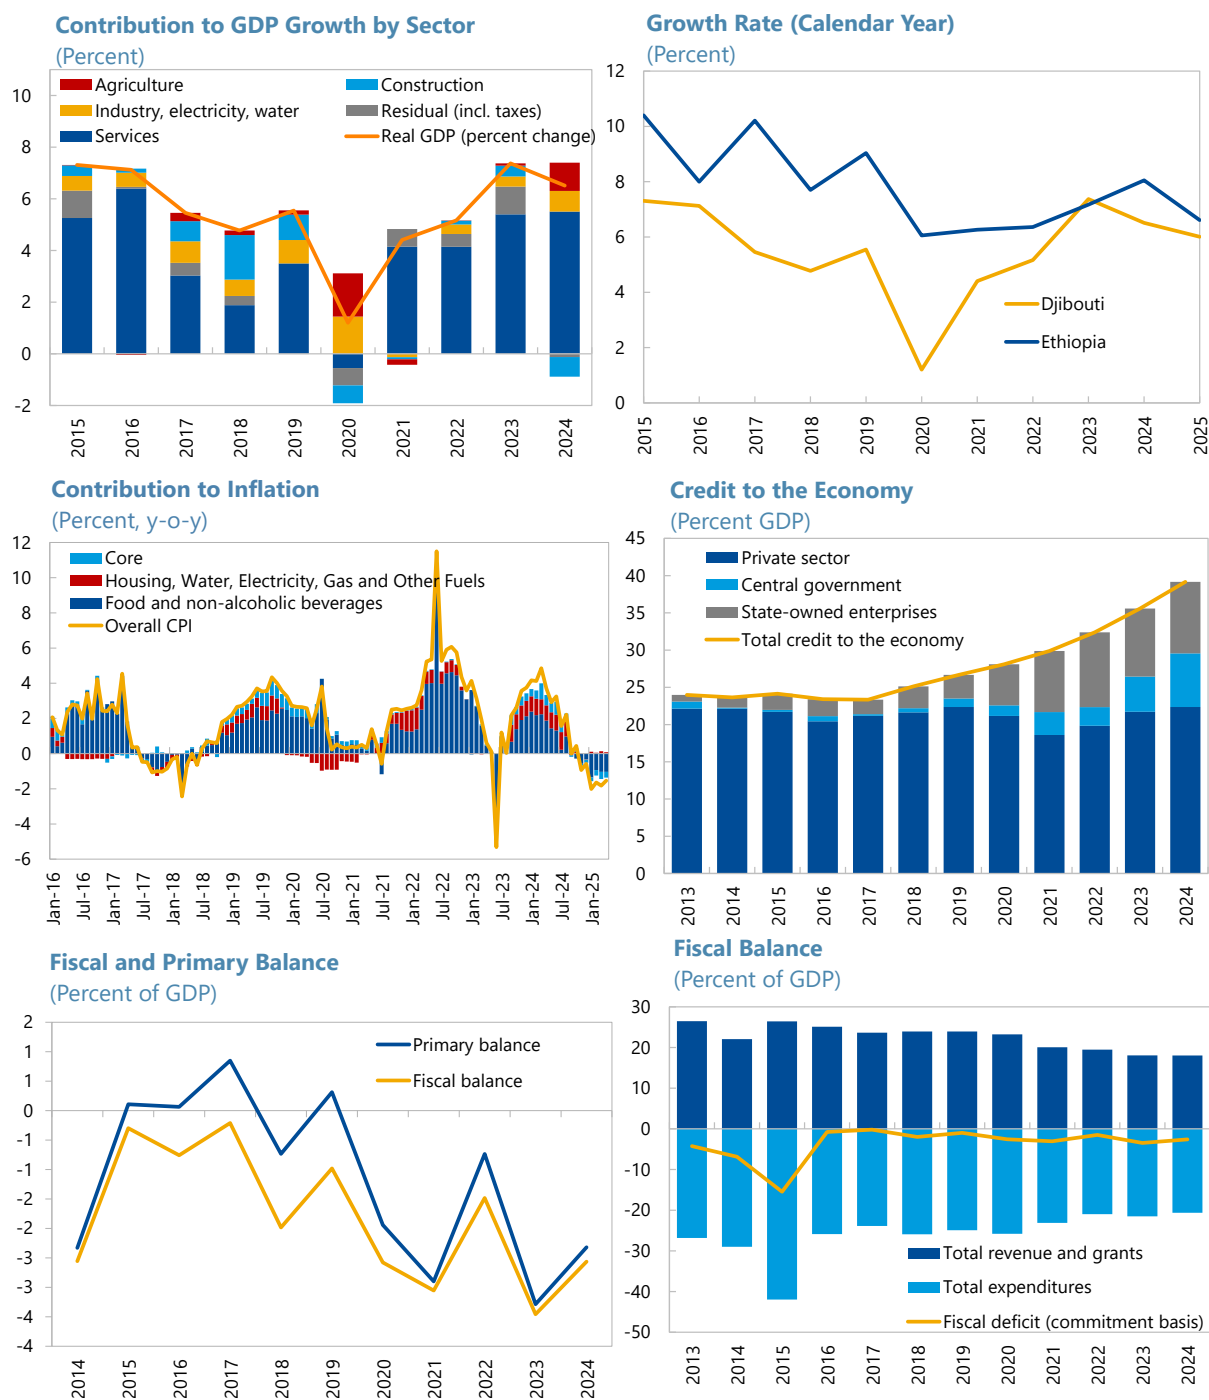 Contribution to GDP Growth by Sector
(Percent)
Agriculture
Construction
Industry, electricity, water
Residual (incl. taxes)
Services
Real GDP (percent change)
10
8
6
4
2
0
-2
2015
2016
2017
2018
2019
2020
2021
2022
2023
2024
Growth Rate (Calendar Year)
(Percent)
12
10
8
6
4
2
0
Djibouti
Ethiopia
2015
2016
2017
2018
2019
2020
2021
2022
2023
2024
2025
Contribution to Inflation
(Percent, y-o-y)
Core
Housing, Water, Electricity, Gas and Other Fuels
Food and non-alcoholic beverages
Overall CPI
12
10
8
6
4
2
0
-2
-4
-6
Jan-16
Jul-16
Jan-17
Jul-17
Jan-18
Jul-18
Jan-19
Jul-19
Jan-20
Jul-20
Jan-21
Jul-21
Jan-22
Jul-22
Jan-23
Jul-23
Jan-24
Jul-24
Jan-25
Credit to the Economy
(Percent GDP)
Private sector
Central government
State-owned enterprises
Total credit to the economy
45
40
35
30
25
20
15
10
5
0
2013
2014
2015
2016
2017
2018
2019
2020
2021
2022
2023
2024
Fiscal and Primary Balance
(Percent of GDP)
Primary balance
Fiscal balance
2
1
1
0
-1
-1
-2
-2
-3
-3
-4
-4
2014
2015
2016
2017
2018
2019
2020
2021
2022
2023
2024
Fiscal Balance
(Percent of GDP)
30
20
10
0
-10
-20
-30
-40
-50
Total revenue and grants
Total expenditures
Fiscal deficit (commitment basis)
2013
2014
2015
2016
2017
2018
2019
2020
2021
2022
2023
2024